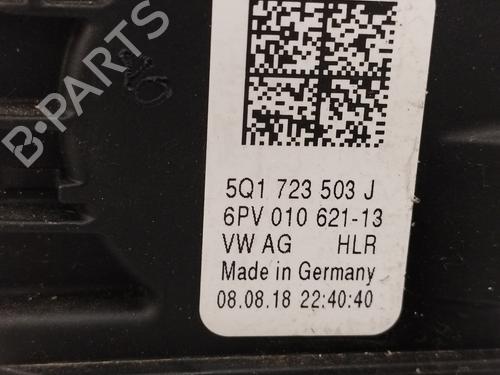 B-PARTS
5Q1 723 503 J
6PV 010 621-13
VW AG HLR
Made in Germany
08.08.18 22:40:40